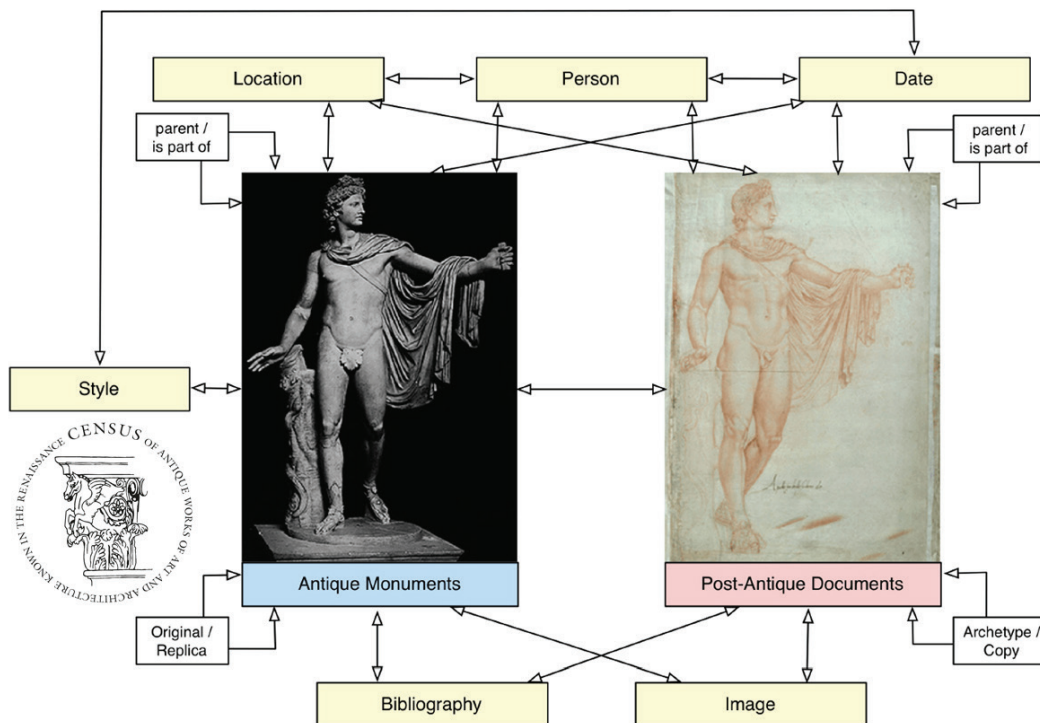 Location
Person
Date
parent /
is part of
parent /
is part of
Style
CENSUS OF ANTIQUE WORKS OF ART AND ARCHITECTURE KNOWN IN THE RENAISSANCE
Antique Monuments
Post-Antique Documents
Original /
Replica
Archetype /
Copy
Bibliography
Image